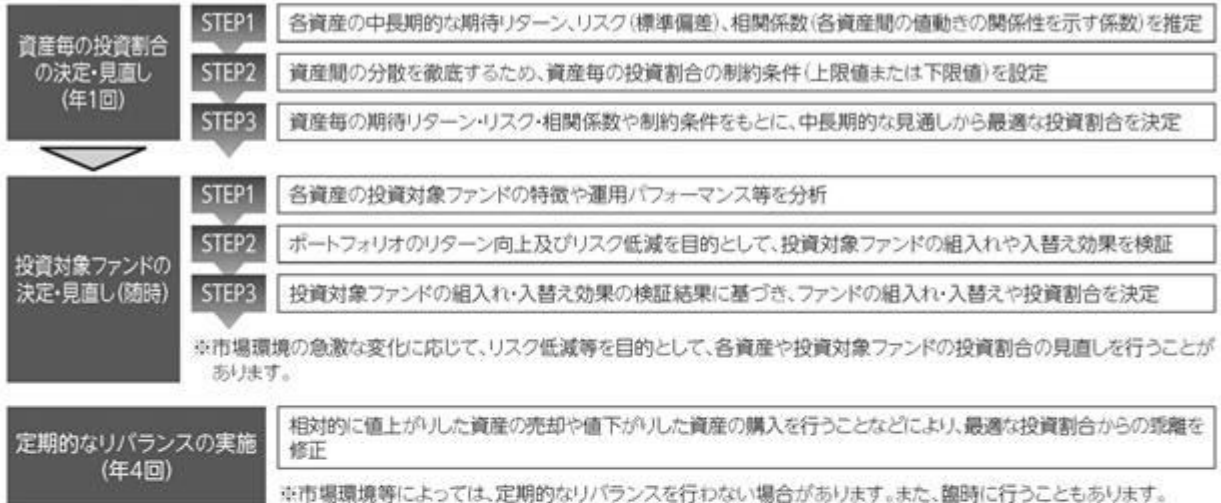 資産毎の投資割合
の決定・見直し
(年1回)
STEP1
各資産の中長期的な期待リターン、リスク(標準偏差)、相関係数(各資産間の値動きの関係性を示す係数)を推定
STEP2
資産間の分散を徹底するため、資産毎の投資割合の制約条件(上限値または下限値)を設定
STEP3
資産毎の期待リターン・リスク・相関係数や制約条件をもとに、中長期的な見通しから最適な投資割合を決定
投資対象ファンドの
決定・見直し(随時)
STEP1
各資産の投資対象ファンドの特徴や運用パフォーマンス等を分析
STEP2
ポートフォリオのリターン向上及びリスク低減を目的として、投資対象ファンドの組入れや入替え効果を検証
STEP3
投資対象ファンドの組入れ・入替え効果の検証結果に基づき、ファンドの組入れ・入替えや投資割合を決定
※市場環境の急激な変化に応じて、リスク低減等を目的として、各資産や投資対象ファンドの投資割合の見直しを行うことが
あります。
定期的なリバランスの実施
(年4回)
相対的に値上がりした資産の売却や値下がりした資産の購入を行うことなどにより、最適な投資割合からの乖離を
修正
※市場環境等によっては、定期的なリバランスを行わない場合があります。また、臨時に行うこともあります。